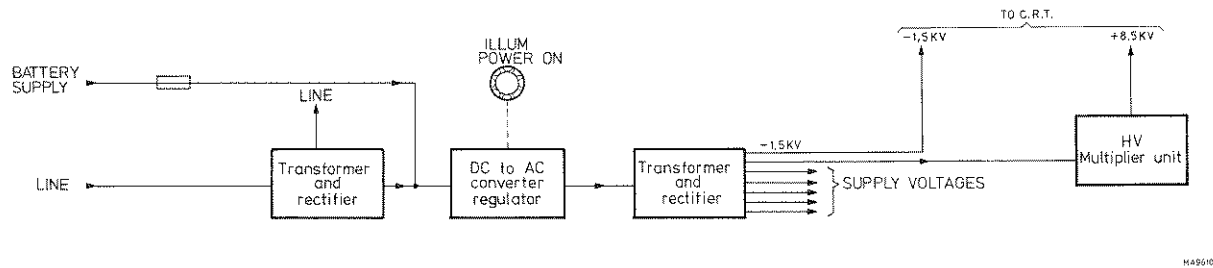 TO C.R.T.
-1,5KV
+8,5KV
ILLUM
POWER ON
BATTERY
SUPPLY
LINE
HV
Multiplier unit
-1,5KV
Transformer
and
rectifier
DC to AC
converter
regulator
Transformer
and
rectifier
LINE
SUPPLY VOLTAGES
MA9610